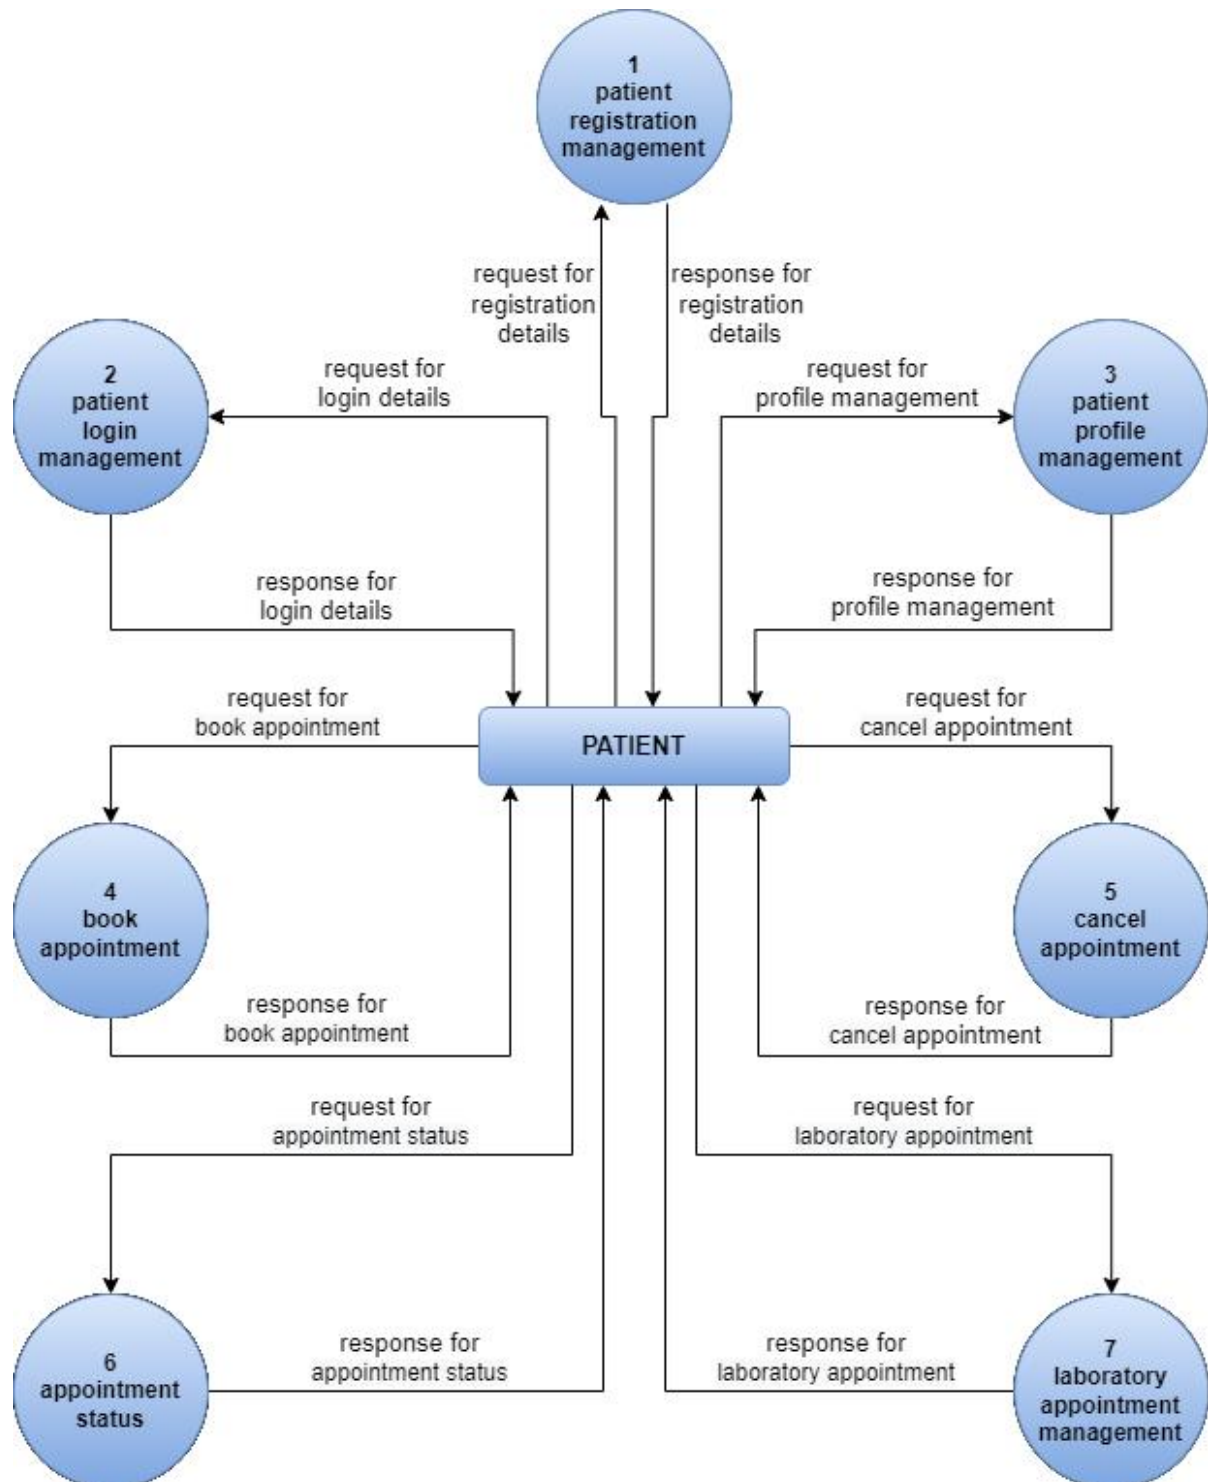 1
patient
registration
management
request for
registration
details
response for
registration
details
2
patient
login
management
request for
login details
request for
profile management
3
patient
profile
management
response for
login details
response for
profile management
request for
book appointment
PATIENT
request for
cancel appointment
4
book
appointment
5
cancel
appointment
response for
book appointment
response for
cancel appointment
request for
appointment status
request for
laboratory appointment
6
appointment
status
response for
appointment status
response for
laboratory appointment
7
laboratory
appointment
management